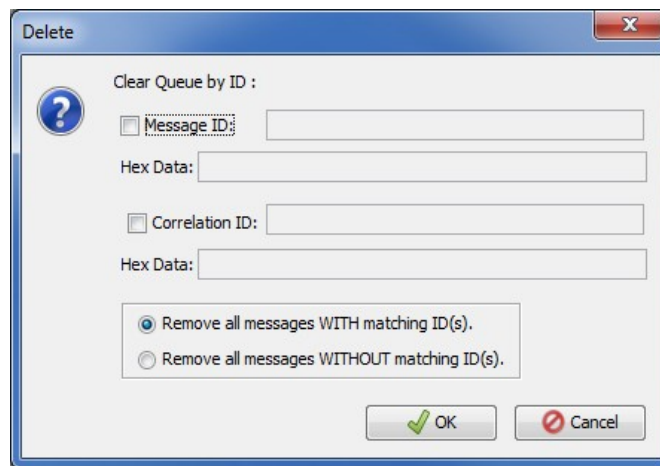 Delete
Clear Queue by ID :
Message ID:
Hex Data:
Correlation ID:
Hex Data:
Remove all messages WITH matching ID(s).
Remove all messages WITHOUT matching ID(s).
OK Cancel